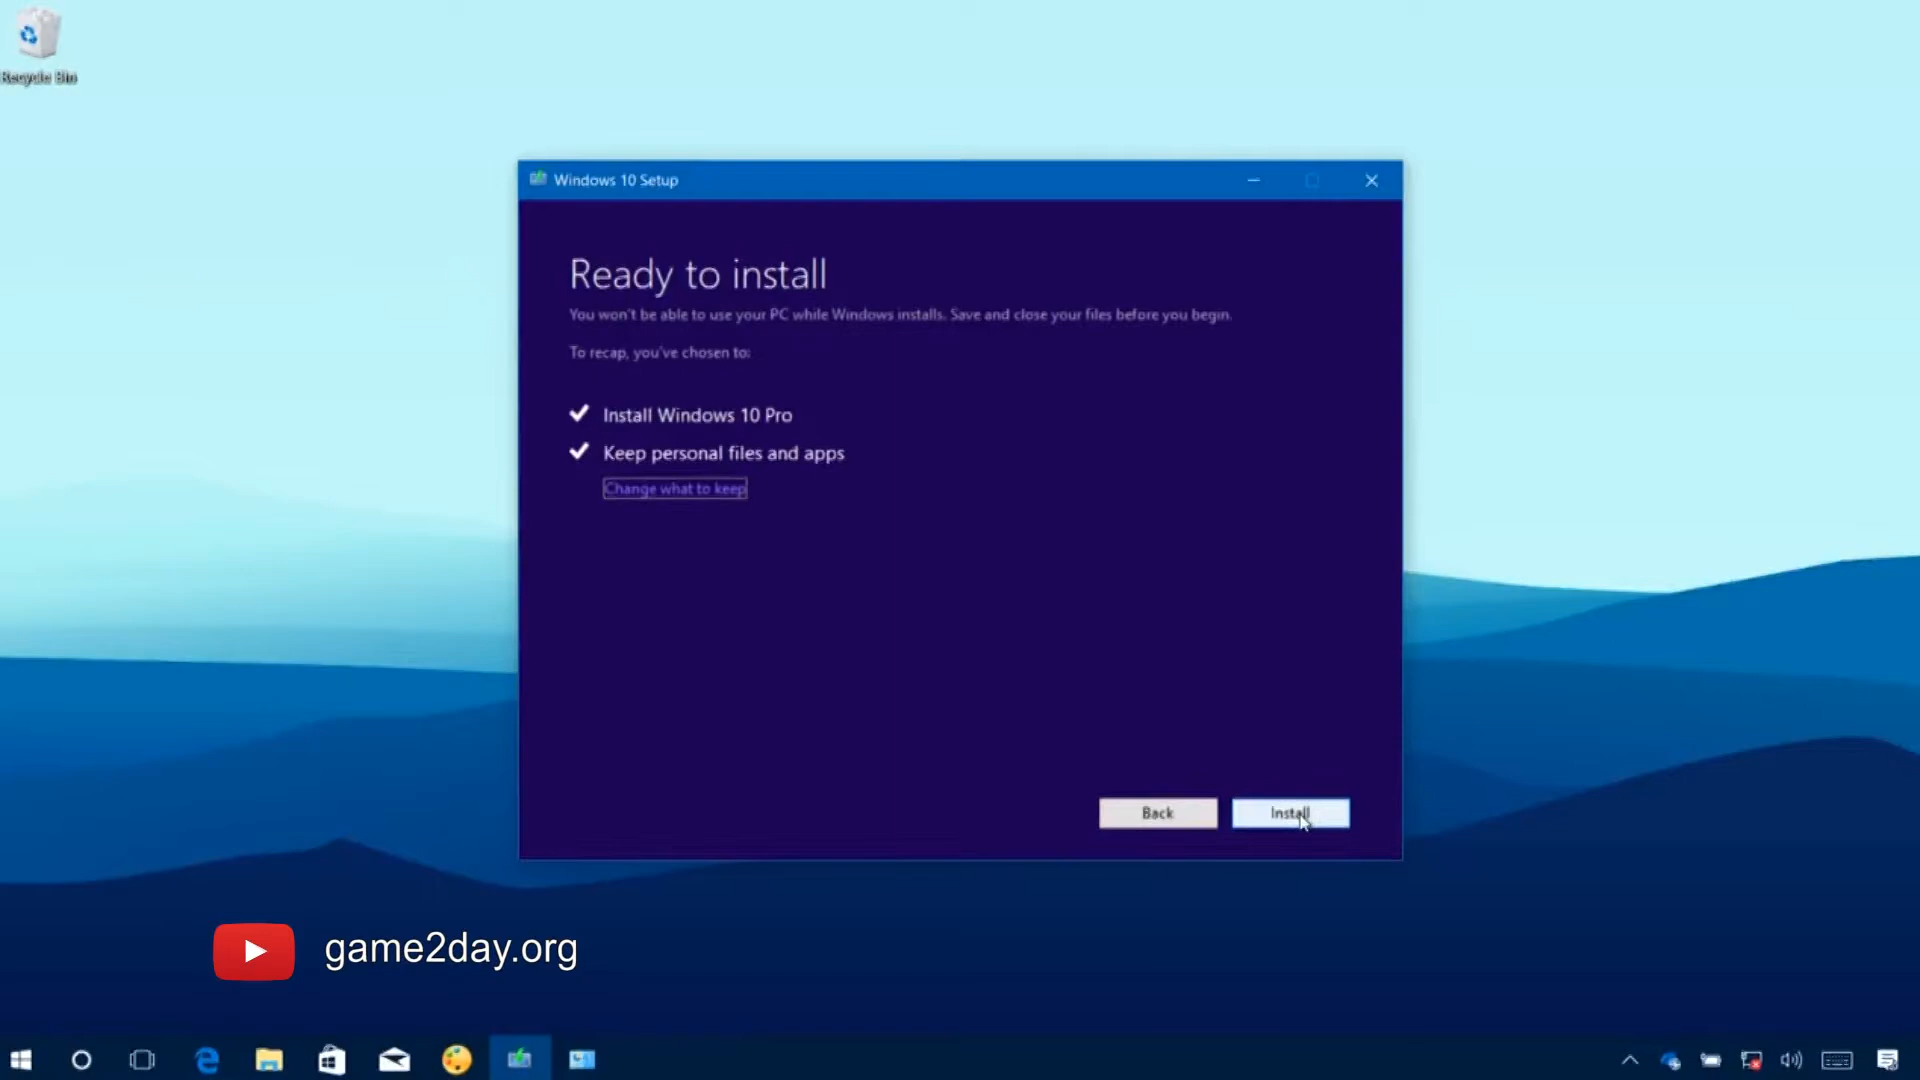 Recycle Bin
Windows 10 Setup
Ready to install
You won't be able to use your PC while Windows installs. Save and close your files before you begin.
To recap, you've chosen to:
Install Windows 10 Pro
Keep personal files and apps
Change what to keep
Back
Install
game2day.org